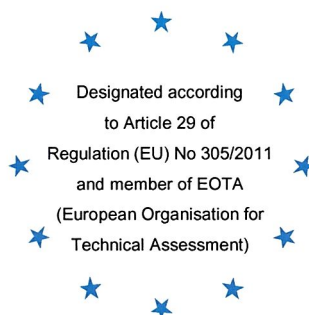 Designated according
to Article 29 of
Regulation (EU) No 305/2011
and member of EOTA
(European Organisation for
Technical Assessment)